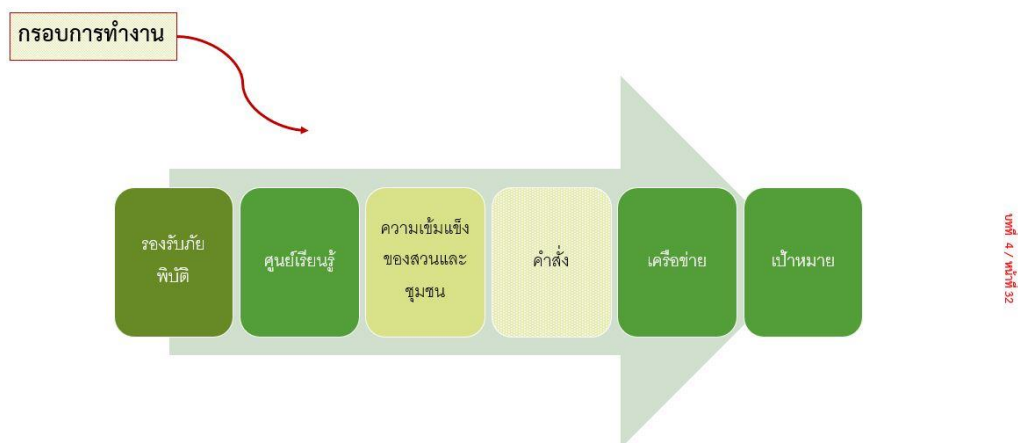 กรอบการทำงาน
รองรับภัย
พิบัติ
ศูนย์เรียนรู้
ความเข้มแข็ง
ของสวนและ
ชุมชน
คำสั่ง
เครือข่าย
เป้าหมาย
บทที่ 4 / หน้าที่ 32